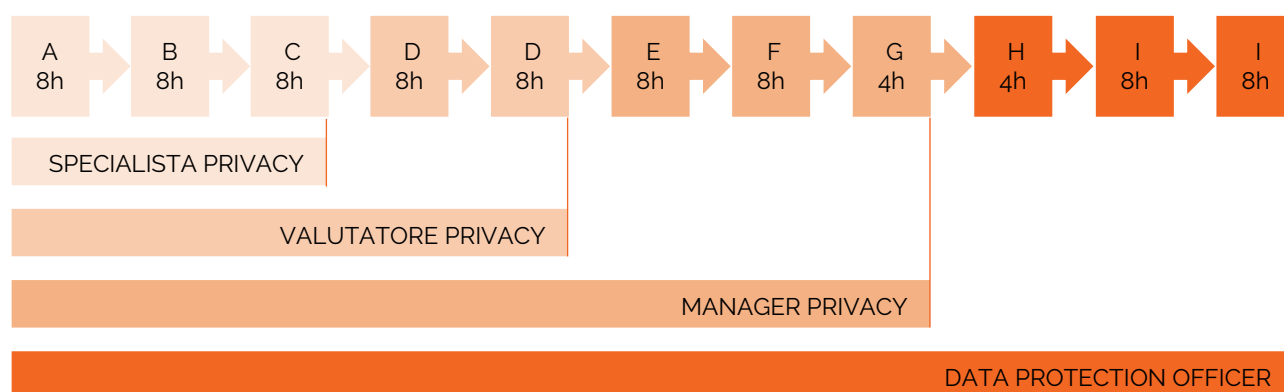 A
8h
B
8h
C
8h
D
8h
D
8h
E
8h
F
8h
G
4h
H
4h
I
8h
I
8h
SPECIALISTA PRIVACY
VALUTATORE PRIVACY
MANAGER PRIVACY
DATA PROTECTION OFFICER